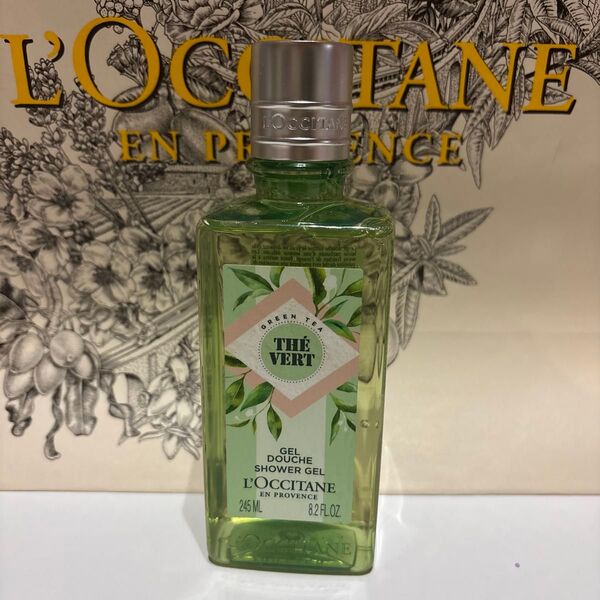 L'OCCITANE
EN PROVENCE
L'OCCITANE
GREEN TEA
THÉ
VERT
GEL
DOUCHE
SHOWER GEL
L'OCCITANE
EN PROVENCE
245 ML 8.2 FL.OZ.
L'OCCITANE